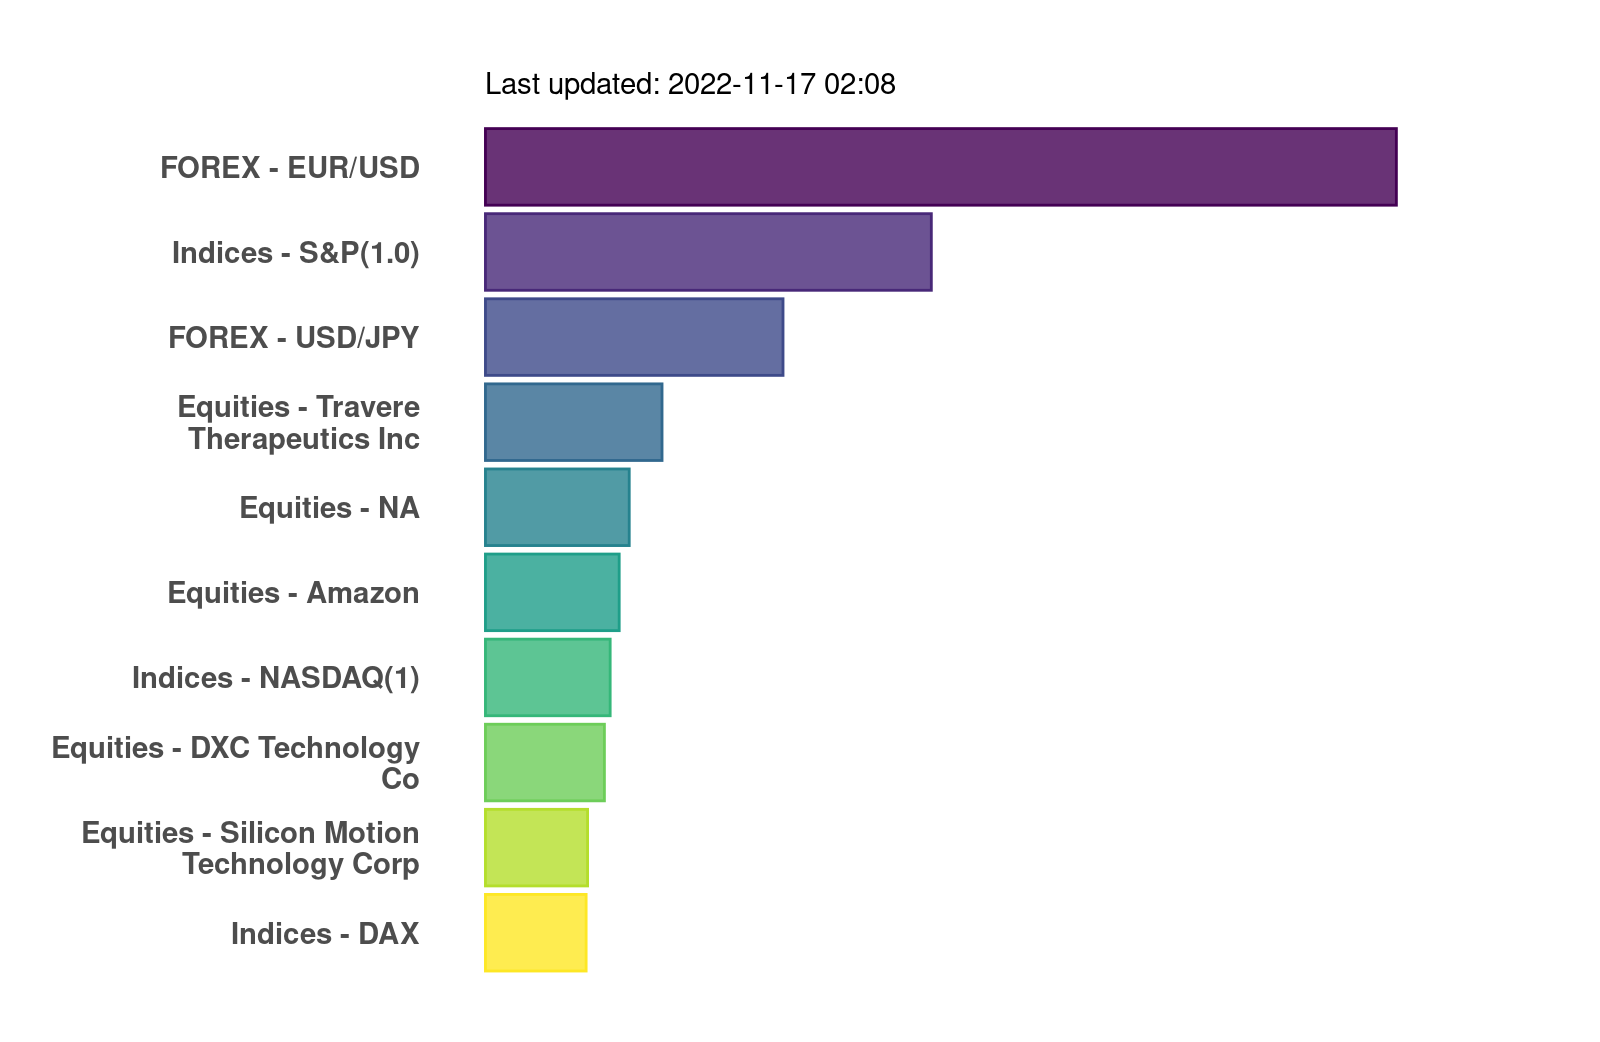 Last updated: 2022-11-17 02:08
FOREX - EUR/USD
Indices - S&P(1.0)
FOREX - USD/JPY
Equities - Travere
Therapeutics Inc
Equities - NA
Equities - Amazon
Indices - NASDAQ(1)
Equities - DXC Technology
Co
Equities - Silicon Motion
Technology Corp
Indices - DAX